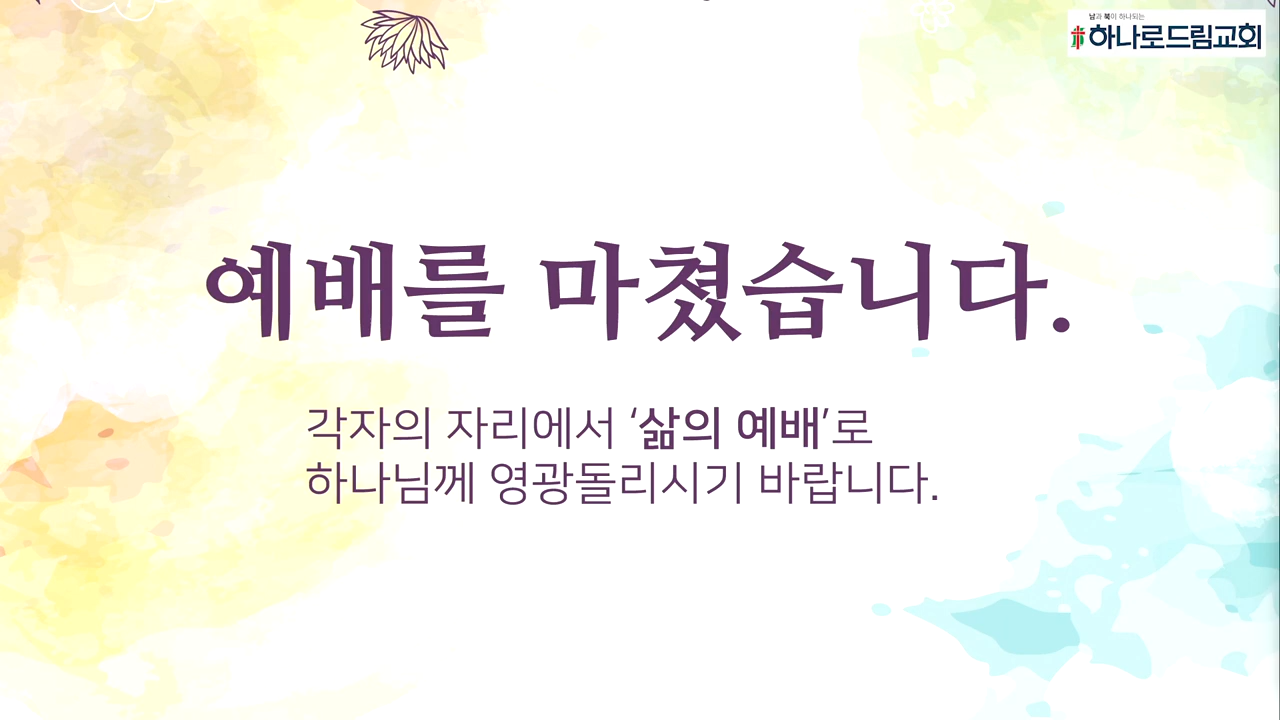 남과 북이 하나되는
하나로드림교회
예배를 마쳤습니다.
각자의 자리에서 ‘삶의 예배’로
하나님께 영광돌리시기 바랍니다.